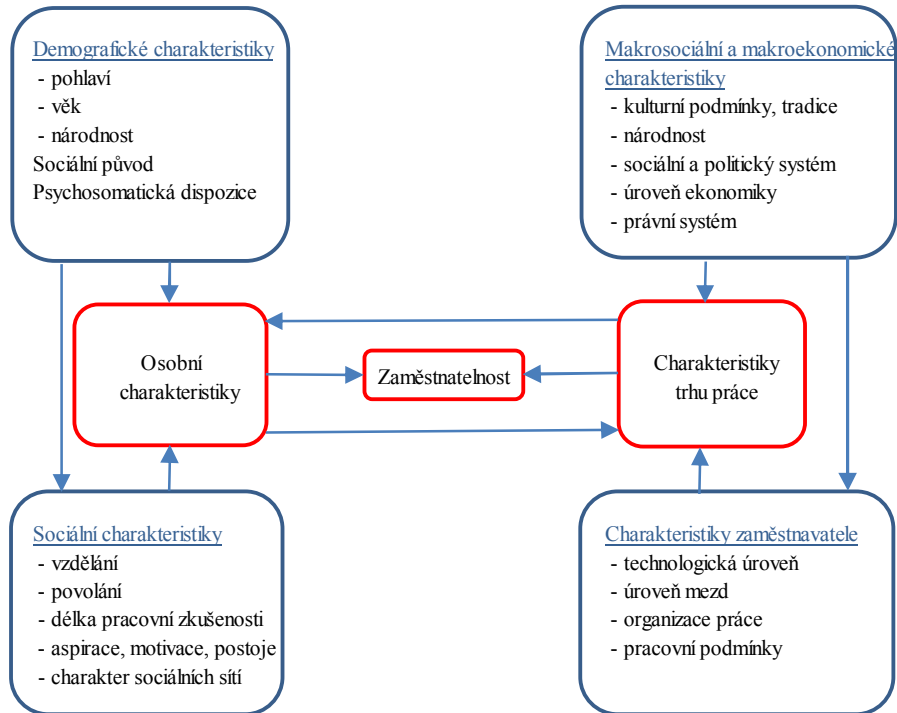 Demografické charakteristiky
- pohlaví
- věk
- národnost
Sociální původ
Psychosomatická dispozice
Makrosociální a makroekonomické
charakteristiky
- kulturní podmínky, tradice
- národnost
- sociální a politický systém
- úroveň ekonomiky
- právní systém
Osobní
charakteristiky
Zaměstnatelnost
Charakteristiky
trhu práce
Sociální charakteristiky
- vzdělání
- povolání
- délka pracovní zkušenosti
- aspirace, motivace, postoje
- charakter sociálních sítí
Charakteristiky zaměstnavatele
- technologická úroveň
- úroveň mezd
- organizace práce
- pracovní podmínky